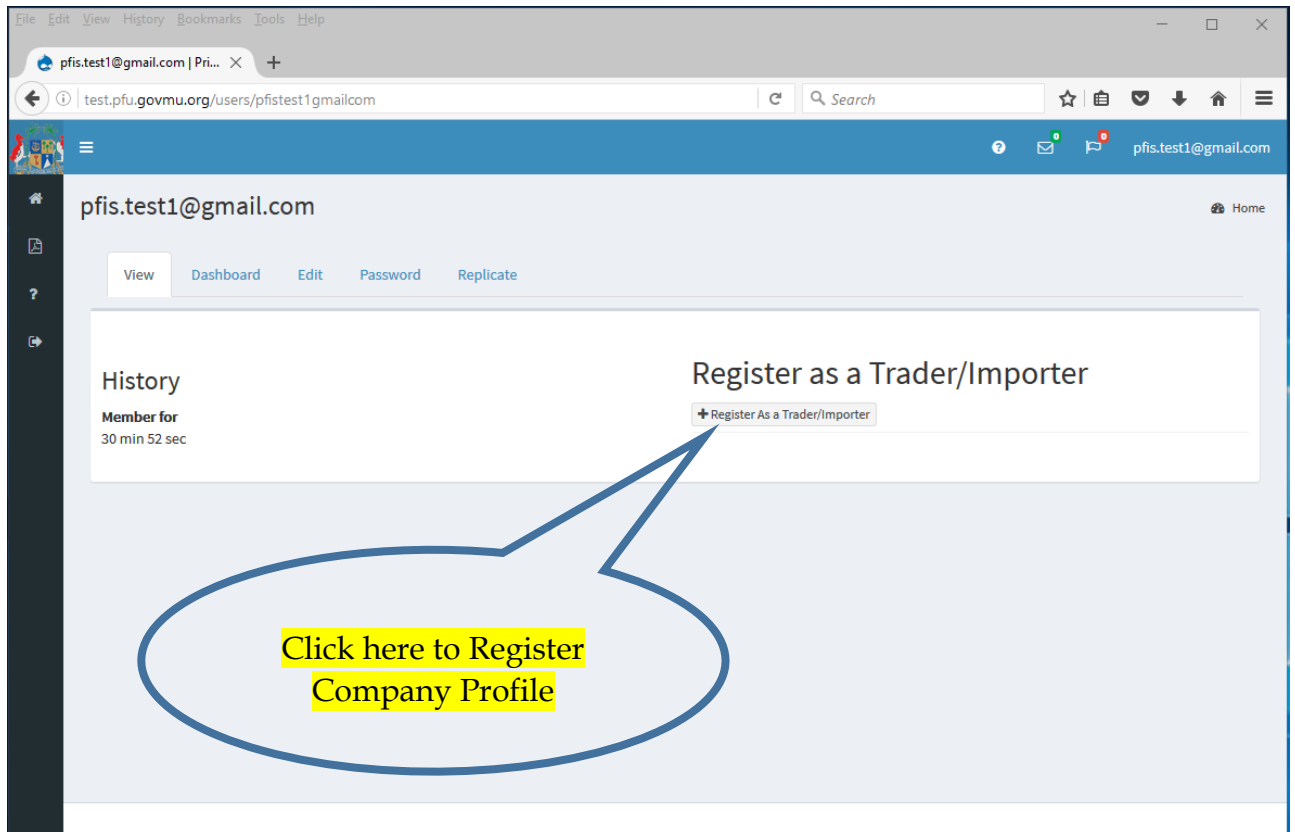 File Edit View History Bookmarks Tools Help
pfis.test1@gmail.com | Pri...
test.pfu.govmu.org/users/pfistest1gmailcom
Search
0
0
pfis.test1@gmail.com
pfis.test1@gmail.com
Home
View Dashboard Edit Password Replicate
History
Member for
30 min 52 sec
Register as a Trader/Importer
+ Register As a Trader/Importer
Click here to Register
Company Profile